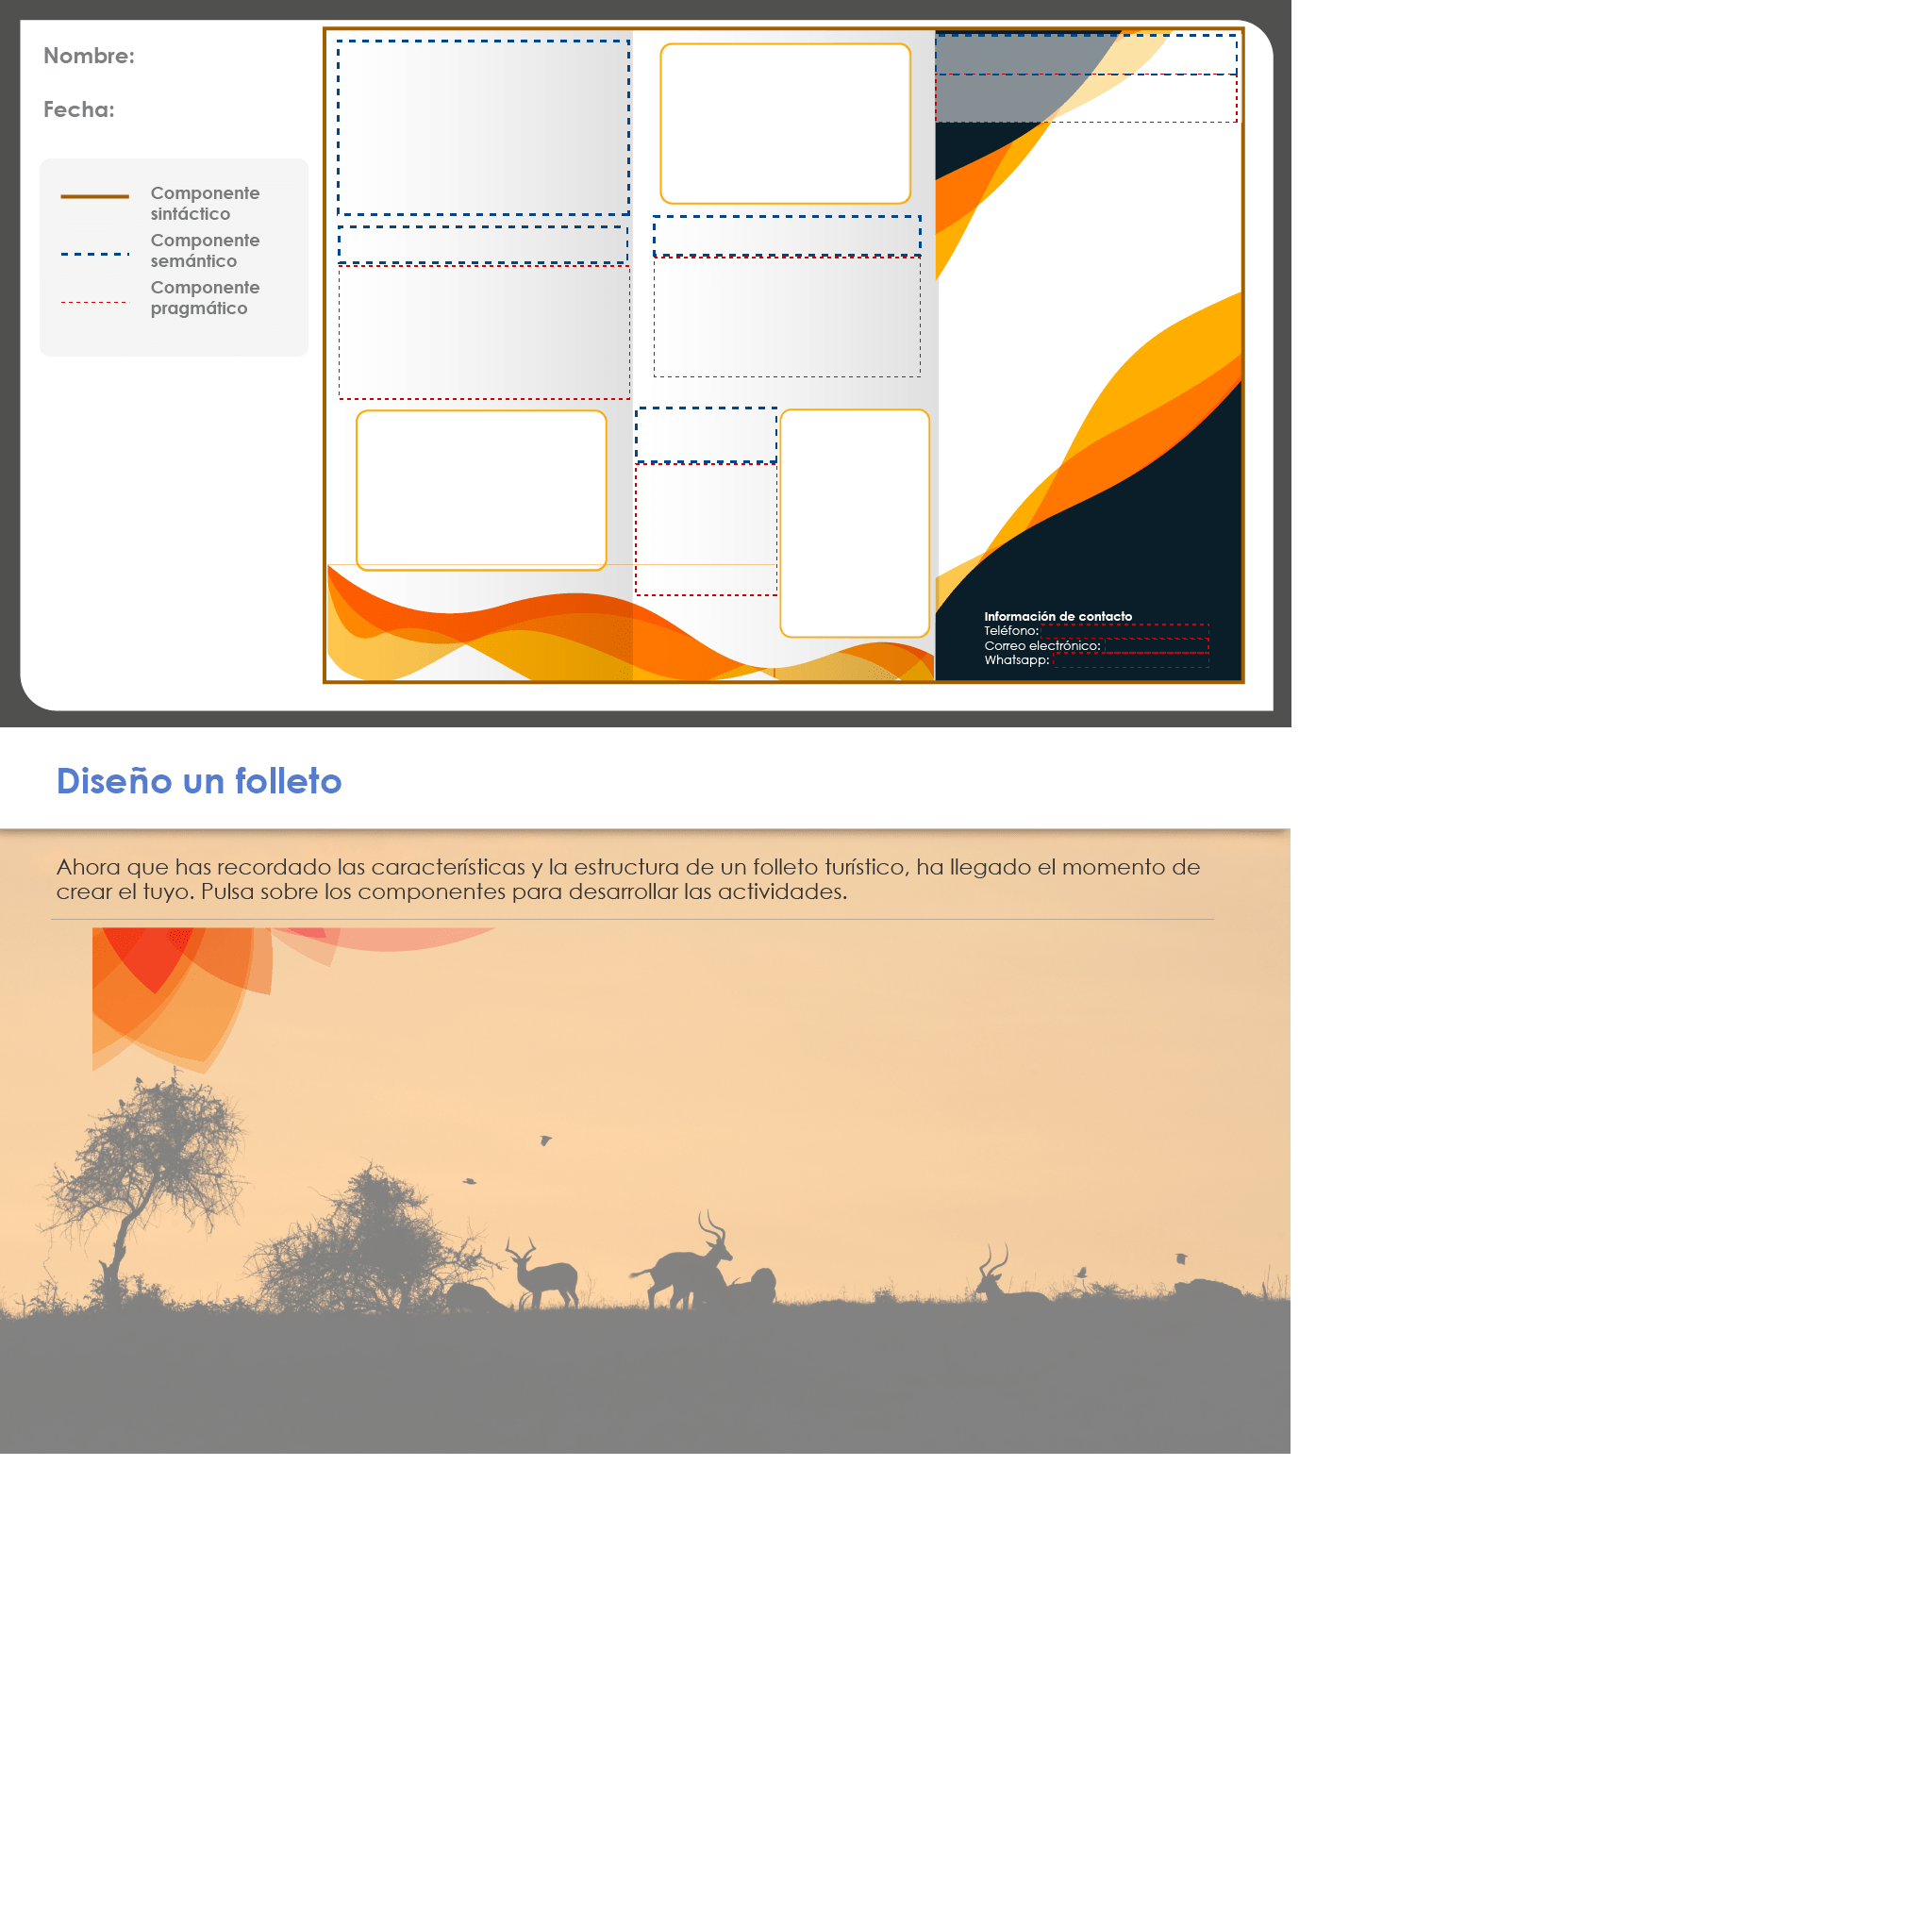 Nombre:
Fecha:
Componente
sintáctico
Componente
semántico
Componente
pragmático
Información de contacto
Teléfono:
Correo electrónico:
Whatsapp:
Diseño un folleto
Ahora que has recordado las características y la estructura de un folleto turístico, ha llegado el momento de
crear el tuyo. Pulsa sobre los componentes para desarrollar las actividades.